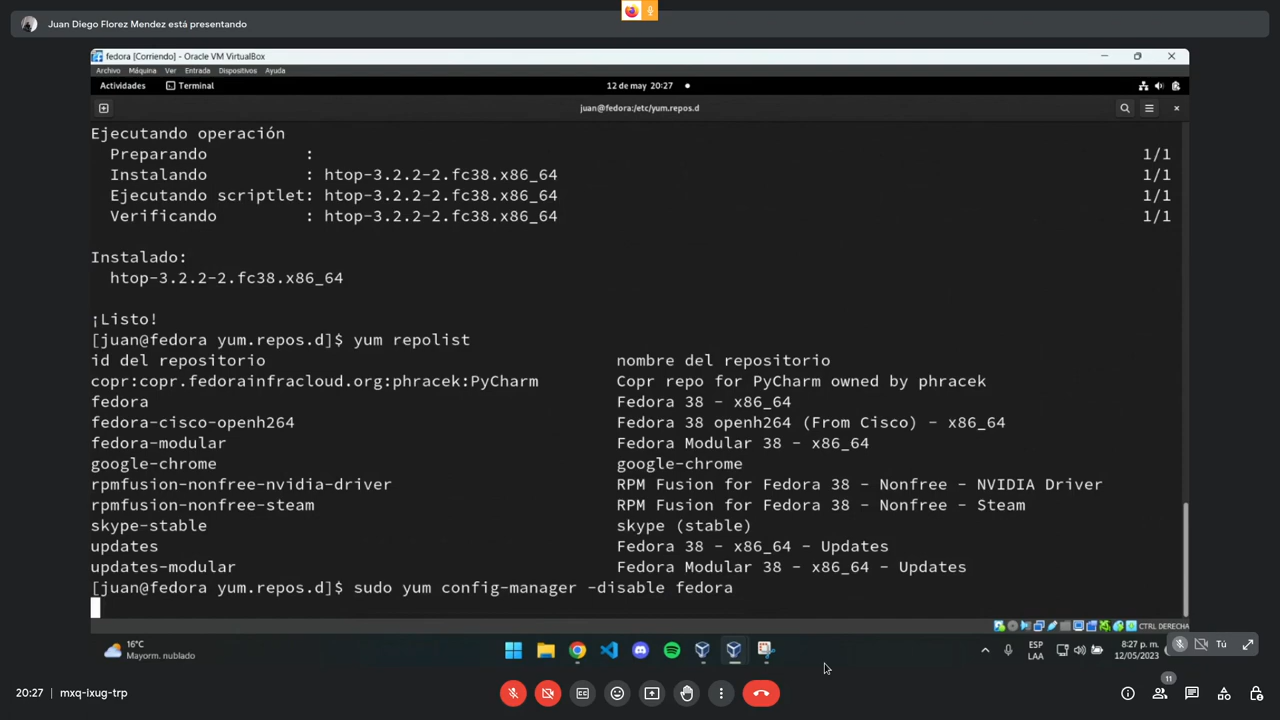 Juan Diego Florez Mendez está presentando
fedora [Corriendo] - Oracle VM VirtualBox
Archivo Máquina Ver Entrada Dispositivos Ayuda
Actividades Terminal 12 de may 20:27
juan@fedora:/etc/yum.repos.d
Ejecutando operación
Preparando : 1/1
Instalando : htop-3.2.2-2.fc38.x86_64 1/1
Ejecutando scriptlet: htop-3.2.2-2.fc38.x86_64 1/1
Verificando : htop-3.2.2-2.fc38.x86_64 1/1
Instalado:
htop-3.2.2-2.fc38.x86_64
¡Listo!
[juan@fedora yum.repos.d]$ yum repolist
id del repositorio nombre del repositorio
copr:copr.fedorainfracloud.org:phracek:PyCharm Copr repo for PyCharm owned by phracek
fedora Fedora 38 - x86_64
fedora-cisco-openh264 Fedora 38 openh264 (From Cisco) - x86_64
fedora-modular Fedora Modular 38 - x86_64
google-chrome google-chrome
rpmfusion-nonfree-nvidia-driver RPM Fusion for Fedora 38 - Nonfree - NVIDIA Driver
rpmfusion-nonfree-steam RPM Fusion for Fedora 38 - Nonfree - Steam
skype-stable skype (stable)
updates Fedora 38 - x86_64 - Updates
updates-modular Fedora Modular 38 - x86_64 - Updates
[juan@fedora yum.repos.d]$ sudo yum config-manager -disable fedora
CTRL DERECHA
16°C
Mayorm. nublado
ESP
LAA
8:27 p. m.
12/05/2023
Tú
11
20:27 mxq-ixug-trp